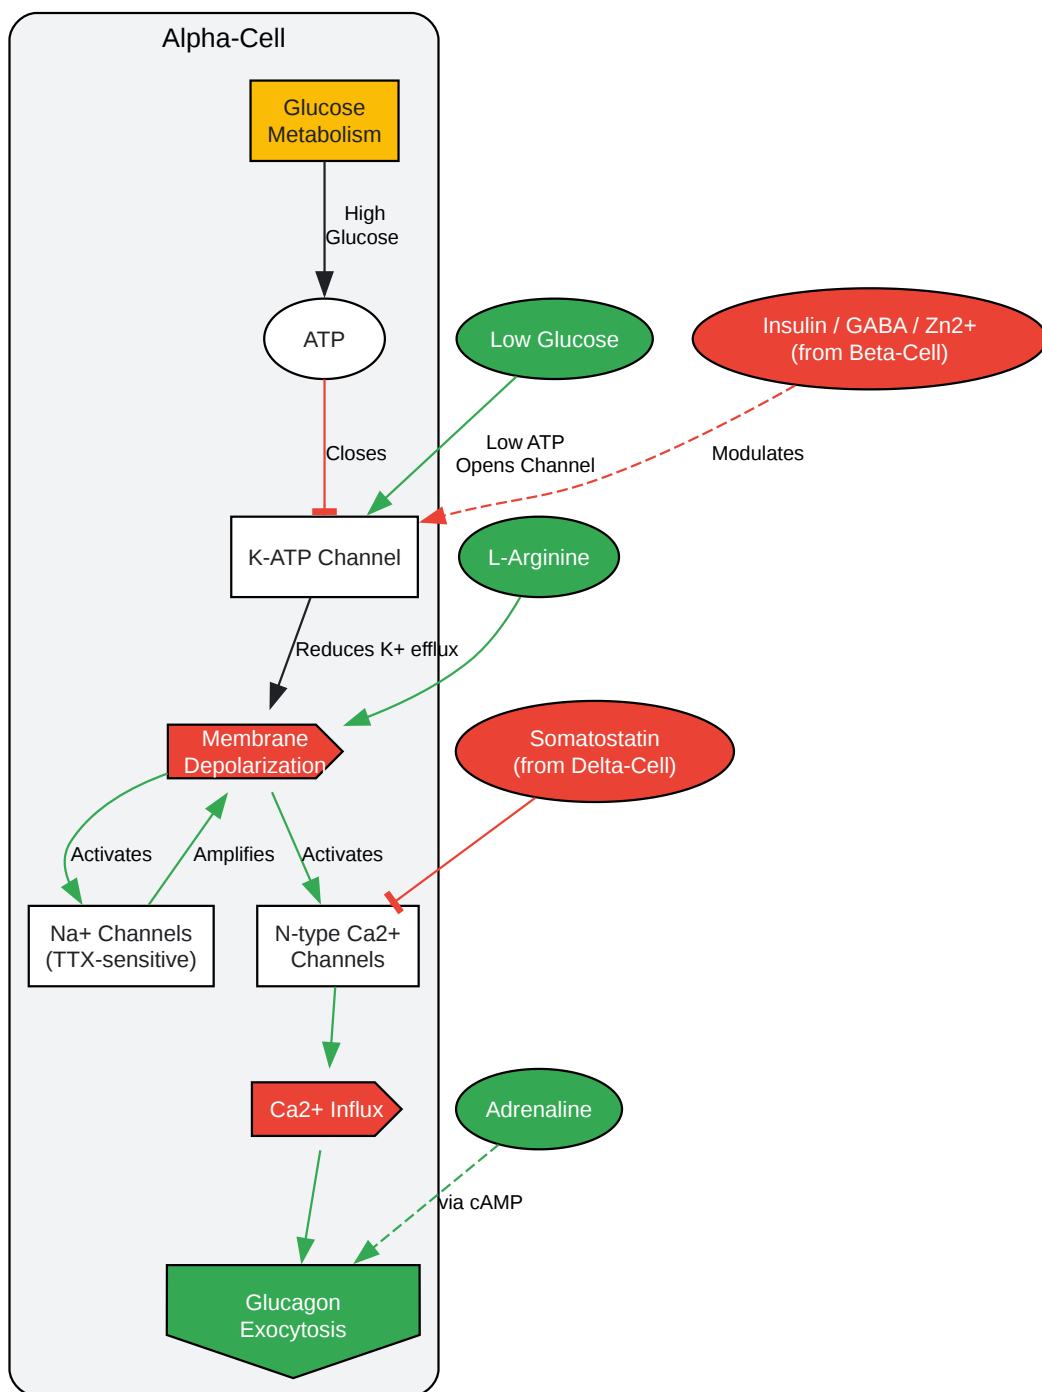 Alpha-Cell
Glucose
Metabolism
High
Glucose
ATP
Low Glucose
Insulin / GABA / Zn2+
(from Beta-Cell)
Closes
Low ATP
Opens Channel
Modulates
K-ATP Channel
L-Arginine
Reduces K+ efflux
Membrane
Depolarization
Somatostatin
(from Delta-Cell)
Activates
Amplifies
Activates
Na+ Channels
(TTX-sensitive)
N-type Ca2+
Channels
Ca2+ Influx
Adrenaline
via cAMP
Glucagon
Exocytosis